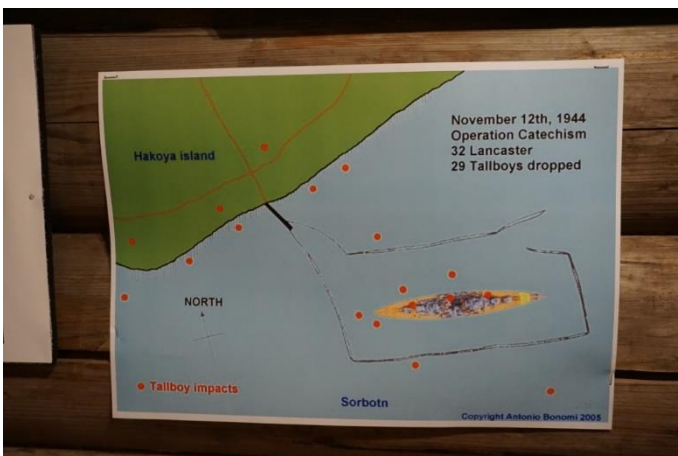 November 12th, 1944
Operation Catechism
32 Lancaster
29 Tallboys dropped
Hakoya island
NORTH
Tallboy impacts
Sorbotn
Copyright Antonio Bonomi 2005